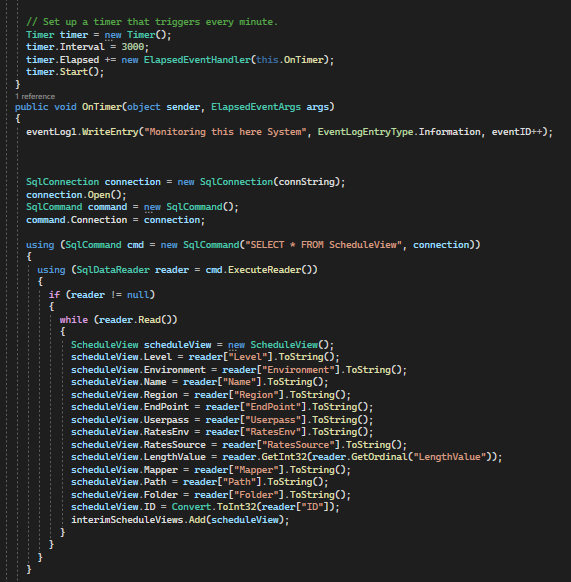 // Set up a timer that triggers every minute.
Timer timer = new Timer();
timer.Interval = 3000;
timer.Elapsed += new ElapsedEventHandler(this.OnTimer);
timer.Start();
}
1 reference
public void OnTimer(object sender, ElapsedEventArgs args)
{
eventLog1.WriteEntry("Monitoring this here System", EventLogEntryType.Information, eventID++);
SqlConnection connection = new SqlConnection(connString);
connection.Open();
SqlCommand command = new SqlCommand();
command.Connection = connection;
using (SqlCommand cmd = new SqlCommand("SELECT * FROM ScheduleView", connection))
{
using (SqlDataReader reader = cmd.ExecuteReader())
{
if (reader != null)
{
while (reader.Read())
{
ScheduleView scheduleView = new ScheduleView();
scheduleView.Level = reader["Level"].ToString();
scheduleView.Environment = reader["Environment"].ToString();
scheduleView.Name = reader["Name"].ToString();
scheduleView.Region = reader["Region"].ToString();
scheduleView.EndPoint = reader["EndPoint"].ToString();
scheduleView.Userpass = reader["Userpass"].ToString();
scheduleView.RatesEnv = reader["RatesEnv"].ToString();
scheduleView.RatesSource = reader["RatesSource"].ToString();
scheduleView.LengthValue = reader.GetInt32(reader.GetOrdinal("LengthValue"));
scheduleView.Mapper = reader["Mapper"].ToString();
scheduleView.Path = reader["Path"].ToString();
scheduleView.Folder = reader["Folder"].ToString();
scheduleView.ID = Convert.ToInt32(reader["ID"]);
interimScheduleViews.Add(scheduleView);
}
}
}
}